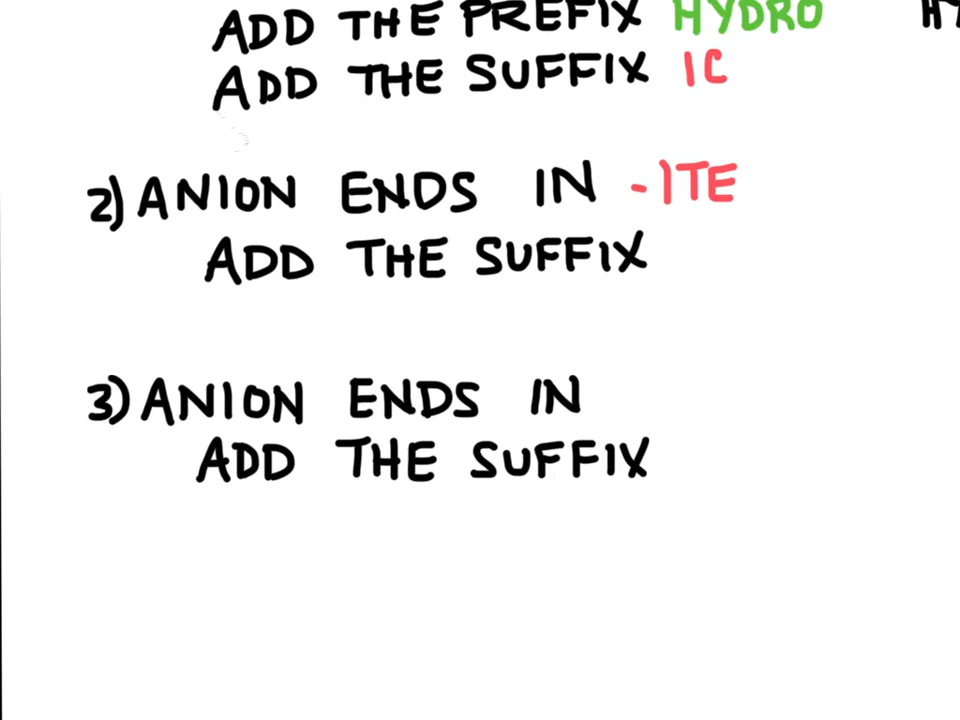 ADD THE PREFIX HYDRO
ADD THE SUFFIX IC
2) ANION ENDS IN -ITE
ADD THE SUFFIX
3) ANION ENDS IN
ADD THE SUFFIX